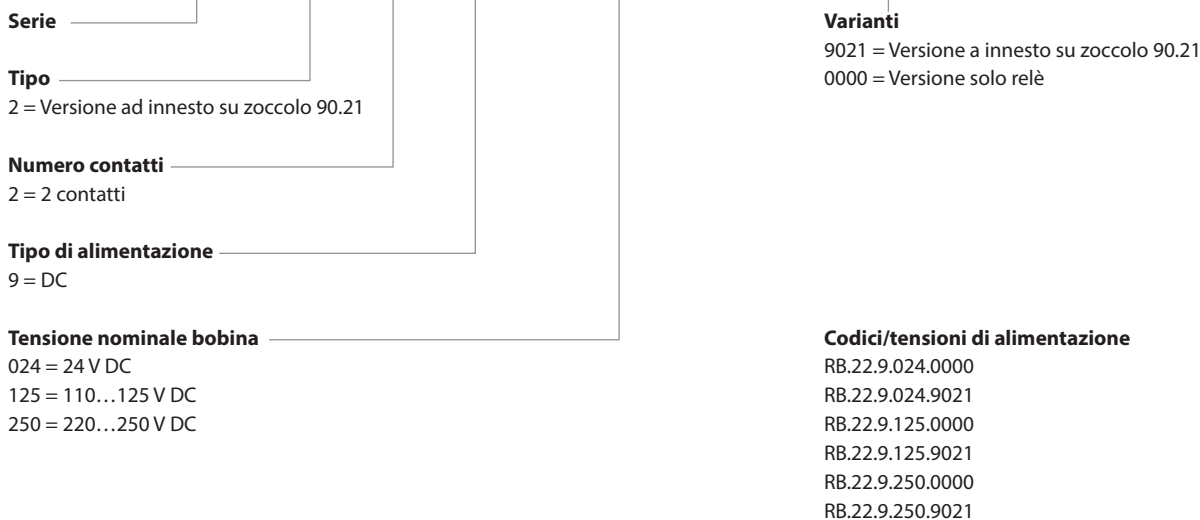 Serie
Tipo
2 = Versione ad innesto su zoccolo 90.21
Numero contatti
2 = 2 contatti
Tipo di alimentazione
9 = DC
Tensione nominale bobina
024 = 24 V DC
125 = 110…125 V DC
250 = 220…250 V DC
Varianti
9021 = Versione a innesto su zoccolo 90.21
0000 = Versione solo relè
Codici/tensioni di alimentazione
RB.22.9.024.0000
RB.22.9.024.9021
RB.22.9.125.0000
RB.22.9.125.9021
RB.22.9.250.0000
RB.22.9.250.9021